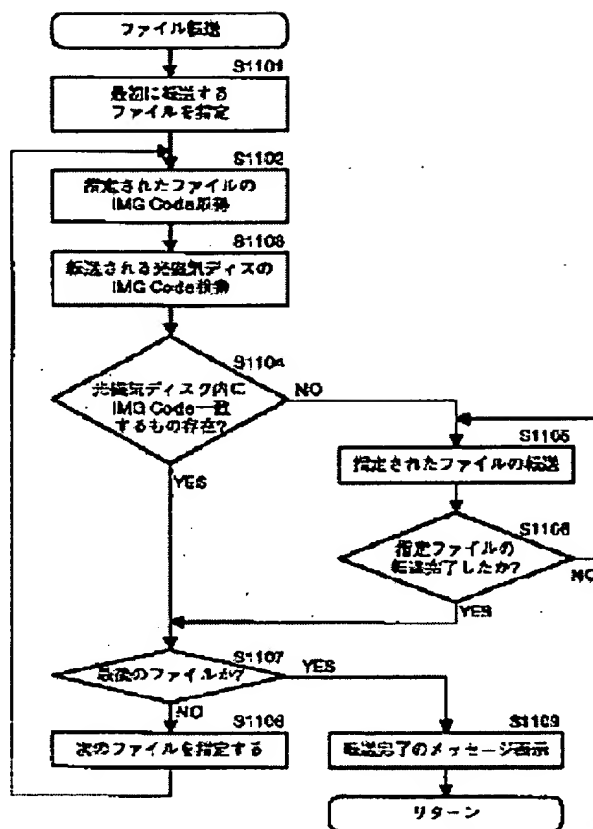 ファイル転送
S1101
最初に転送する
ファイルを指定
S1102
指定されたファイルの
IMG Code取得
S1103
転送される光磁気ディスの
IMG Code検索
S1104
光磁気ディスク内に
IMG Code一致
するもの存在?
NO
YES
S1105
指定されたファイルの転送
S1106
指定ファイルの
転送完了したか?
NO
YES
S1107
最後のファイルか?
YES
NO
S1108
次のファイルを指定する
S1109
転送完了のメッセージ表示
リターン